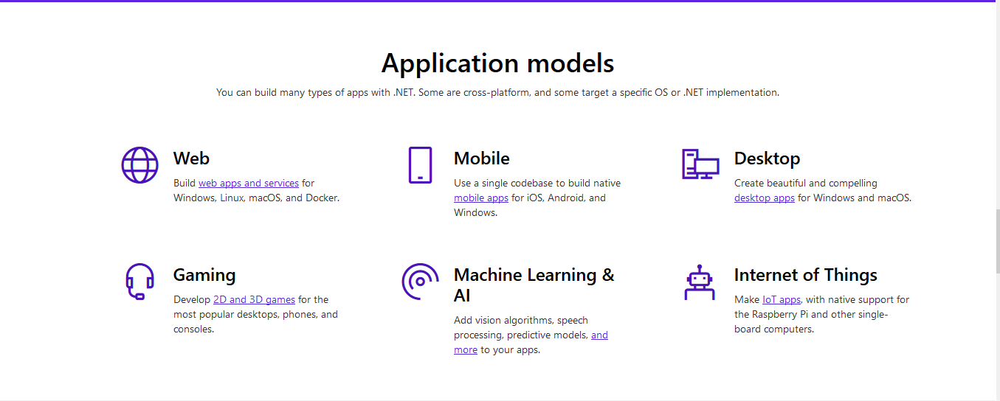 Application models
You can build many types of apps with .NET. Some are cross-platform, and some target a specific OS or .NET implementation.
Web
Build web apps and services for
Windows, Linux, macOS, and Docker.
Mobile
Use a single codebase to build native
mobile apps for iOS, Android, and
Windows.
Desktop
Create beautiful and compelling
desktop apps for Windows and macOS.
Gaming
Develop 2D and 3D games for the
most popular desktops, phones, and
consoles.
Machine Learning &
AI
Add vision algorithms, speech
processing, predictive models, and
more to your apps.
Internet of Things
Make IoT apps, with native support for
the Raspberry Pi and other single-
board computers.